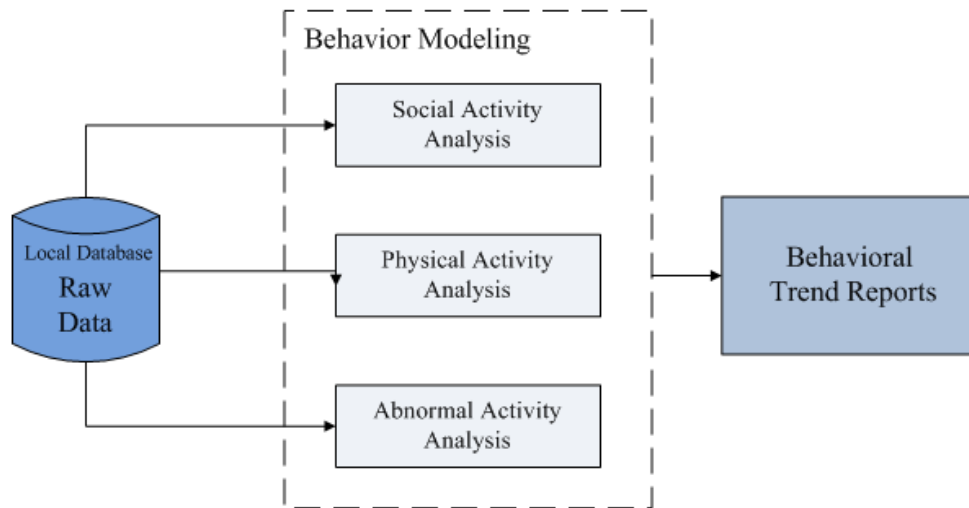 Behavior Modeling
Social Activity
Analysis
Local Database
Raw
Data
Physical Activity
Analysis
Abnormal Activity
Analysis
Behavioral
Trend Reports